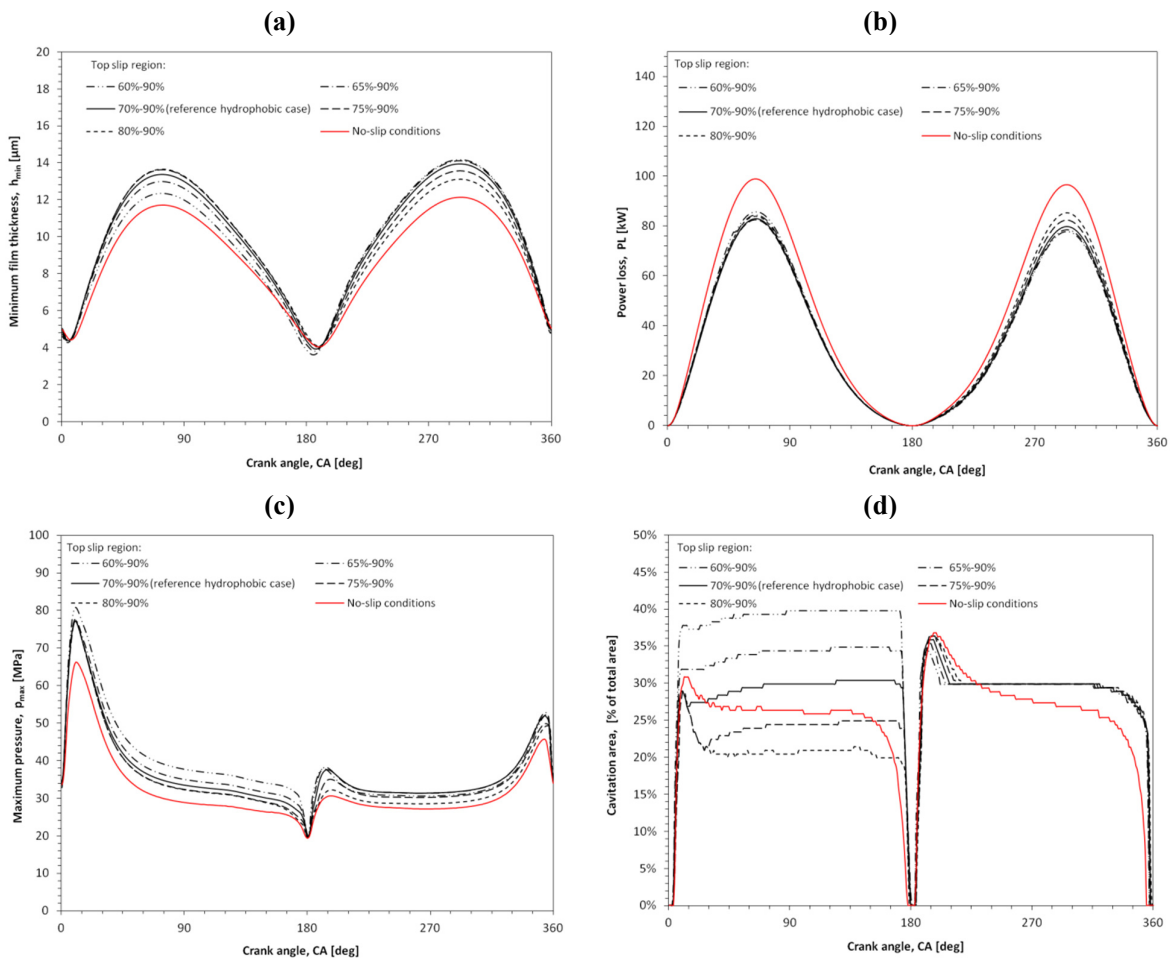 (a)
Top slip region:
60%-90% 65%-90%
70%-90% (reference hydrophobic case) 75%-90%
80%-90% No-slip conditions
Minimum film thickness, hmin [µm]
20
18
16
14
12
10
8
6
4
2
0
0 90 180 270 360
Crank angle, CA [deg]
(b)
Top slip region:
60%-90% 65%-90%
70%-90% (reference hydrophobic case) 75%-90%
80%-90% No-slip conditions
Power loss, PL [kW]
140
120
100
80
60
40
20
0
0 90 180 270 360
Crank angle, CA [deg]
(c)
Top slip region:
60%-90% 65%-90%
70%-90% (reference hydrophobic case) 75%-90%
80%-90% No-slip conditions
Maximum pressure, pmax [MPa]
100
90
80
70
60
50
40
30
20
10
0
0 90 180 270 360
Crank angle, CA [deg]
(d)
Top slip region:
60%-90% 65%-90%
70%-90% (reference hydrophobic case) 75%-90%
80%-90% No-slip conditions
Cavitation area, [% of total area]
50%
45%
40%
35%
30%
25%
20%
15%
10%
5%
0%
0 90 180 270 360
Crank angle, CA [deg]